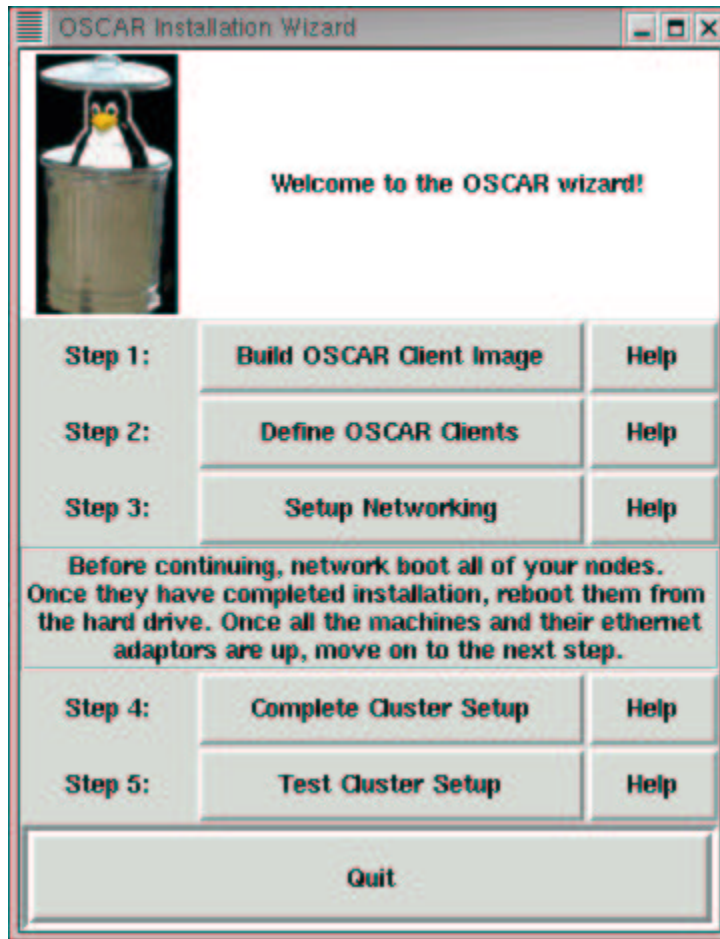 OSCAR Installation Wizard
Welcome to the OSCAR wizard!
Step 1: Build OSCAR Client Image Help
Step 2: Define OSCAR Clients Help
Step 3: Setup Networking Help
Before continuing, network boot all of your nodes.
Once they have completed installation, reboot them from
the hard drive. Once all the machines and their ethernet
adaptors are up, move on to the next step.
Step 4: Complete Cluster Setup Help
Step 5: Test Cluster Setup Help
Quit